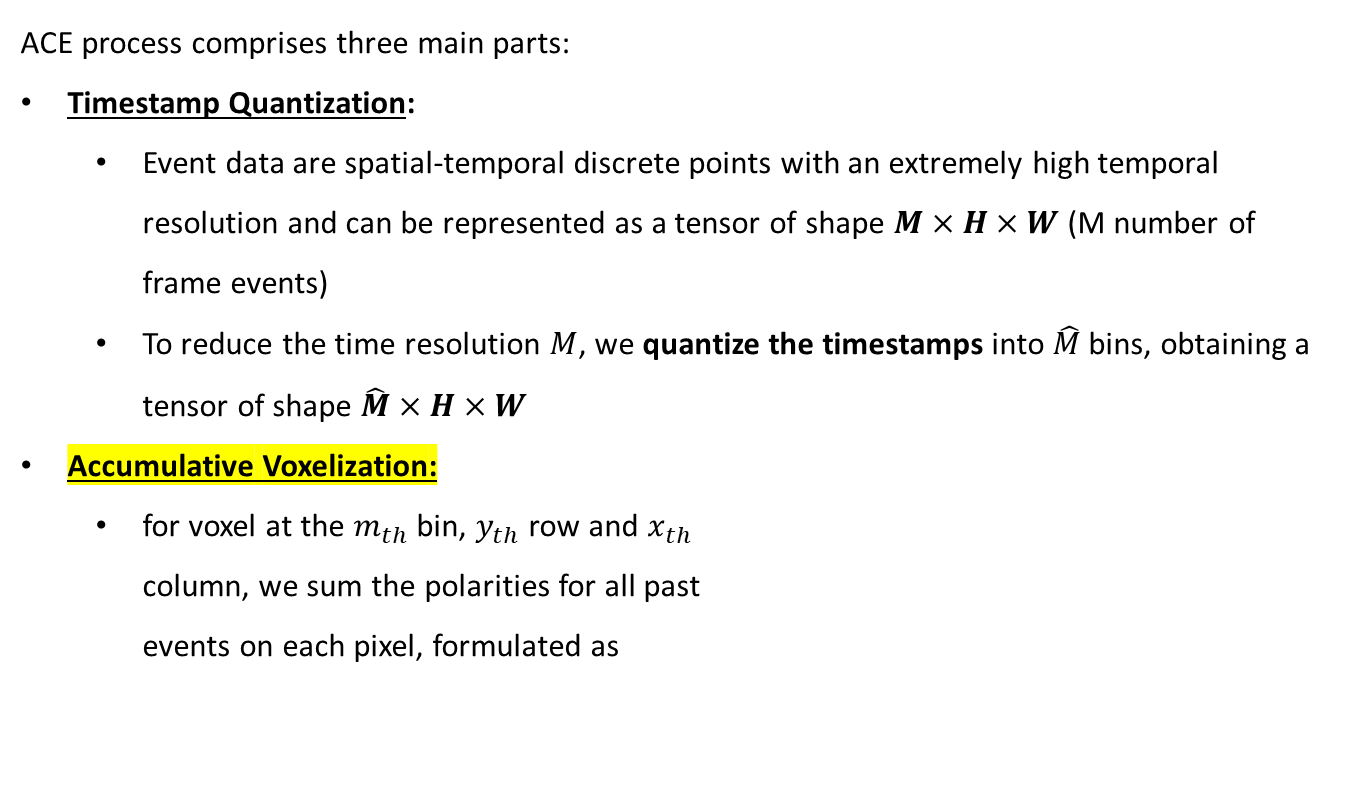 ACE process comprises three main parts:
• Timestamp Quantization:
• Event data are spatial-temporal discrete points with an extremely high temporal
resolution and can be represented as a tensor of shape M × H × W (M number of
frame events)
• To reduce the time resolution M, we quantize the timestamps into M̂ bins, obtaining a
tensor of shape M̂ × H × W
• Accumulative Voxelization:
• for voxel at the m_th bin, y_th row and x_th
column, we sum the polarities for all past
events on each pixel, formulated as